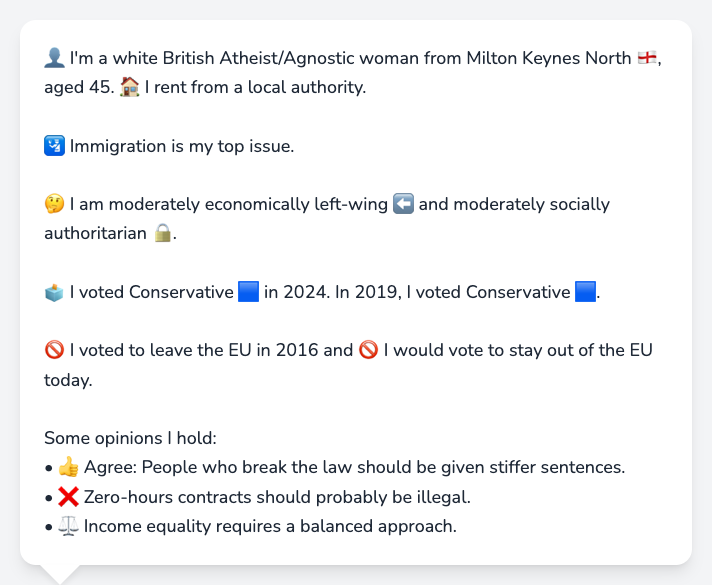 👤 I'm a white British Atheist/Agnostic woman from Milton Keynes North 🏴󠁧󠁢󠁥󠁮󠁧󠁿,
aged 45. 🏠 I rent from a local authority.
🛂 Immigration is my top issue.
🤔 I am moderately economically left-wing ⬅️ and moderately socially
authoritarian 🔒.
🗳️ I voted Conservative 🟦 in 2024. In 2019, I voted Conservative 🟦.
🚫 I voted to leave the EU in 2016 and 🚫 I would vote to stay out of the EU
today.
Some opinions I hold:
• 👍 Agree: People who break the law should be given stiffer sentences.
• ❌ Zero-hours contracts should probably be illegal.
• ⚖️ Income equality requires a balanced approach.